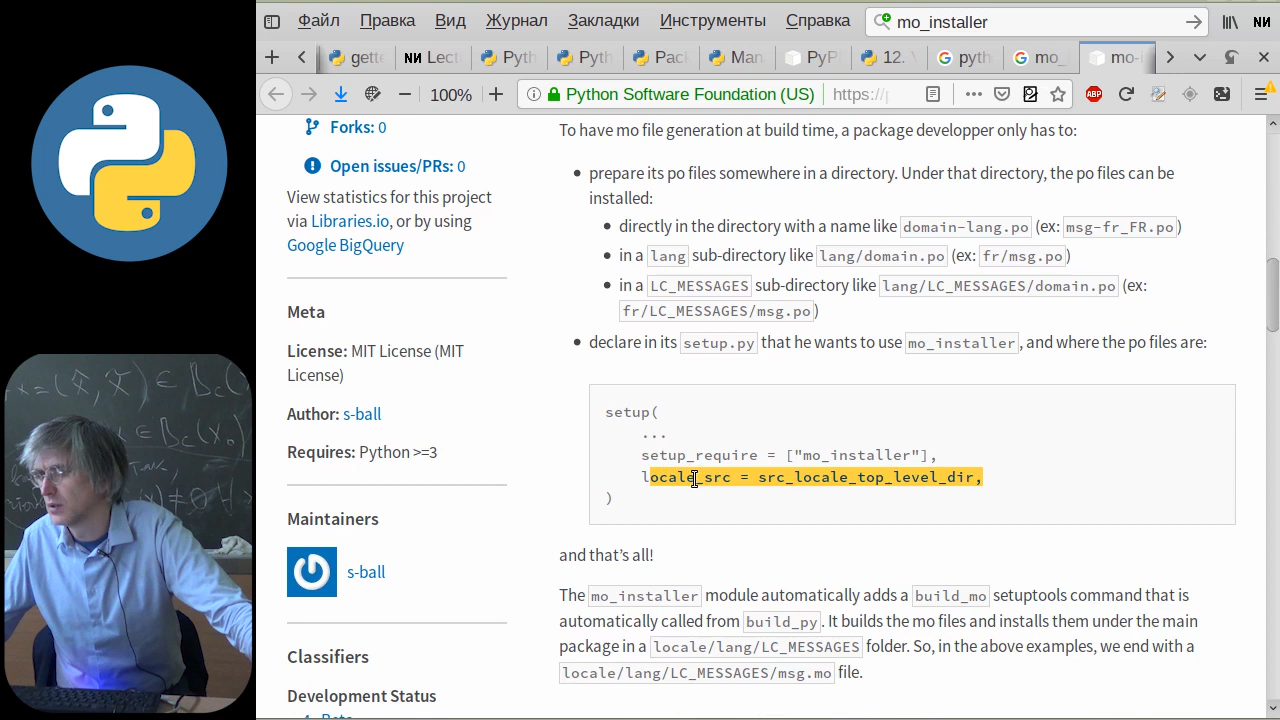 Файл Правка Вид Журнал Закладки Инструменты Справка mo_installer
gette Lect Pyth Pyth Pack Man PyP 12. pyth mo_ mo-
100% Python Software Foundation (US) https://p ABP
Forks: 0
Open issues/PRs: 0
View statistics for this project
via Libraries.io, or by using
Google BigQuery
Meta
License: MIT License (MIT
License)
Author: s-ball
Requires: Python >=3
Maintainers
s-ball
Classifiers
Development Status
To have mo file generation at build time, a package developper only has to:
prepare its po files somewhere in a directory. Under that directory, the po files can be
installed:
directly in the directory with a name like domain-lang.po (ex: msg-fr_FR.po)
in a lang sub-directory like lang/domain.po (ex: fr/msg.po)
in a LC_MESSAGES sub-directory like lang/LC_MESSAGES/domain.po (ex:
fr/LC_MESSAGES/msg.po)
declare in its setup.py that he wants to use mo_installer, and where the po files are:
setup(
...
setup_require = ["mo_installer"],
locale_src = src_locale_top_level_dir,
)
and that's all!
The mo_installer module automatically adds a build_mo setuptools command that is
automatically called from build_py. It builds the mo files and installs them under the main
package in a locale/lang/LC_MESSAGES folder. So, in the above examples, we end with a
locale/lang/LC_MESSAGES/msg.mo file.